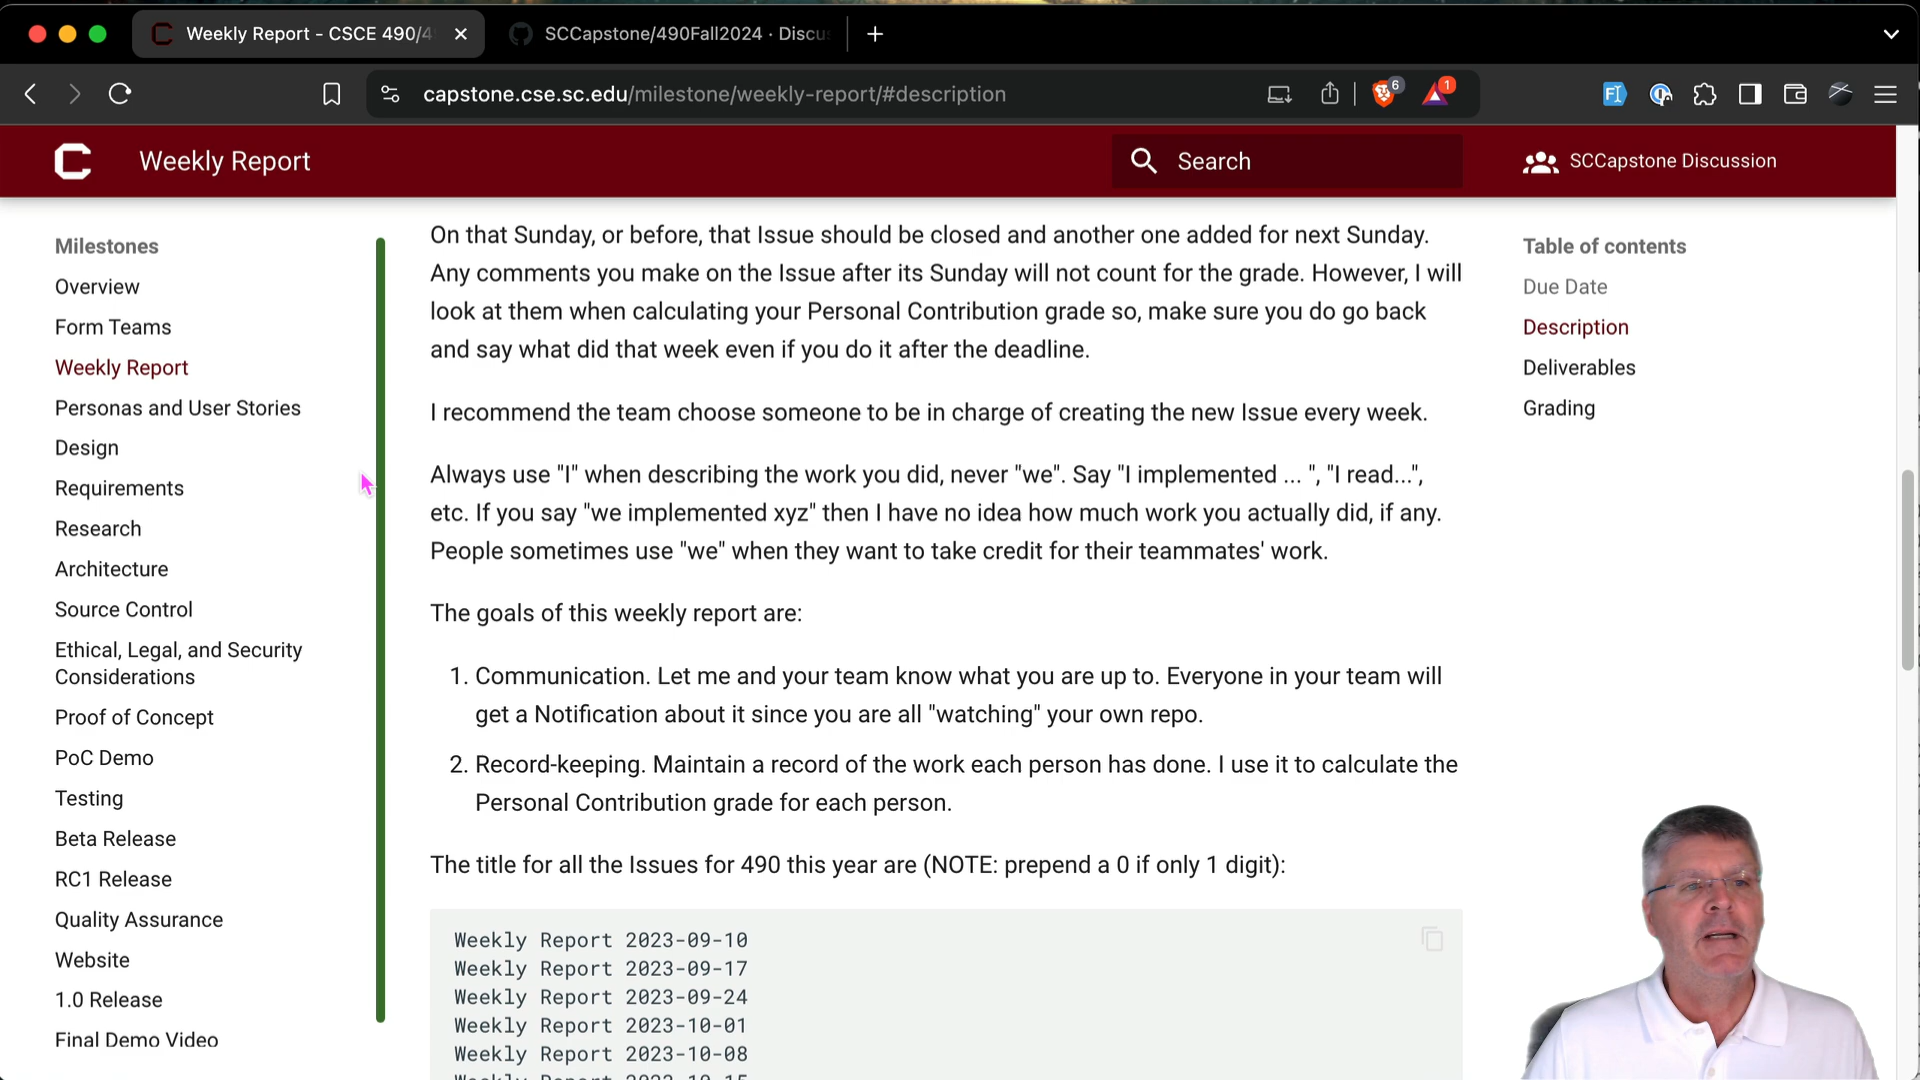 Weekly Report - CSCE 490/4
SCCapstone/490Fall2024 · Discu
capstone.cse.sc.edu/milestone/weekly-report/#description
6
1
Weekly Report
Search
SCCapstone Discussion
Milestones
Overview
Form Teams
Weekly Report
Personas and User Stories
Design
Requirements
Research
Architecture
Source Control
Ethical, Legal, and Security
Considerations
Proof of Concept
PoC Demo
Testing
Beta Release
RC1 Release
Quality Assurance
Website
1.0 Release
Final Demo Video
On that Sunday, or before, that Issue should be closed and another one added for next Sunday.
Any comments you make on the Issue after its Sunday will not count for the grade. However, I will
look at them when calculating your Personal Contribution grade so, make sure you do go back
and say what did that week even if you do it after the deadline.
I recommend the team choose someone to be in charge of creating the new Issue every week.
Always use "I" when describing the work you did, never "we". Say "I implemented ... ", "I read...",
etc. If you say "we implemented xyz" then I have no idea how much work you actually did, if any.
People sometimes use "we" when they want to take credit for their teammates' work.
The goals of this weekly report are:
1. Communication. Let me and your team know what you are up to. Everyone in your team will
get a Notification about it since you are all "watching" your own repo.
2. Record-keeping. Maintain a record of the work each person has done. I use it to calculate the
Personal Contribution grade for each person.
The title for all the Issues for 490 this year are (NOTE: prepend a 0 if only 1 digit):
Weekly Report 2023-09-10
Weekly Report 2023-09-17
Weekly Report 2023-09-24
Weekly Report 2023-10-01
Weekly Report 2023-10-08
Weekly Report 2023-10-15
Table of contents
Due Date
Description
Deliverables
Grading